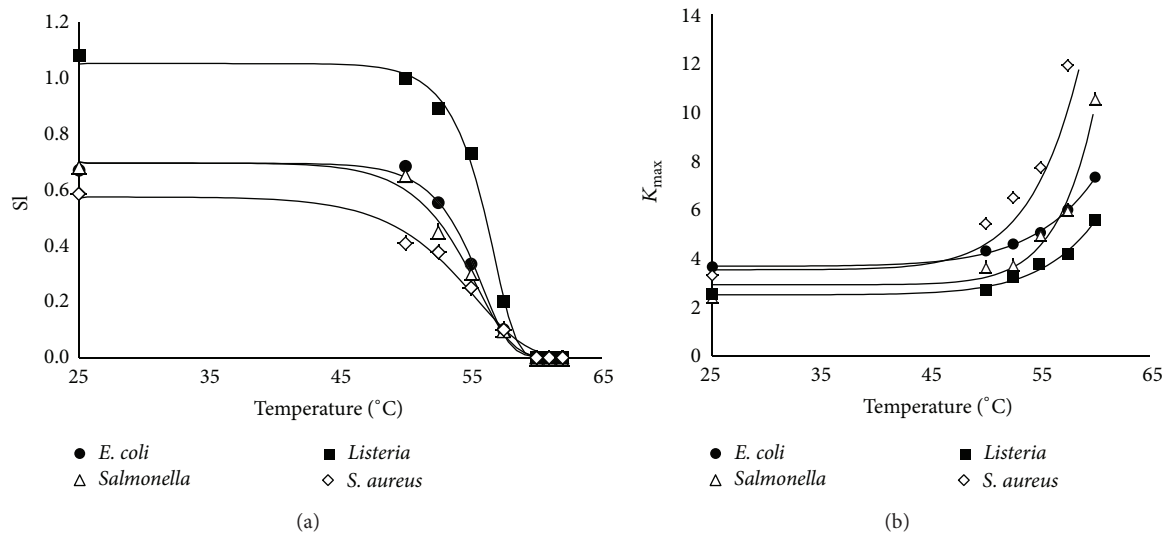 1.2
1.0
0.8
0.6
0.4
0.2
0.0
Sl
25 35 45 55 65
Temperature (°C)
E. coli Listeria
Salmonella S. aureus
(a)
14
12
10
8
6
4
2
0
Kmax
25 35 45 55 65
Temperature (°C)
E. coli Listeria
Salmonella S. aureus
(b)